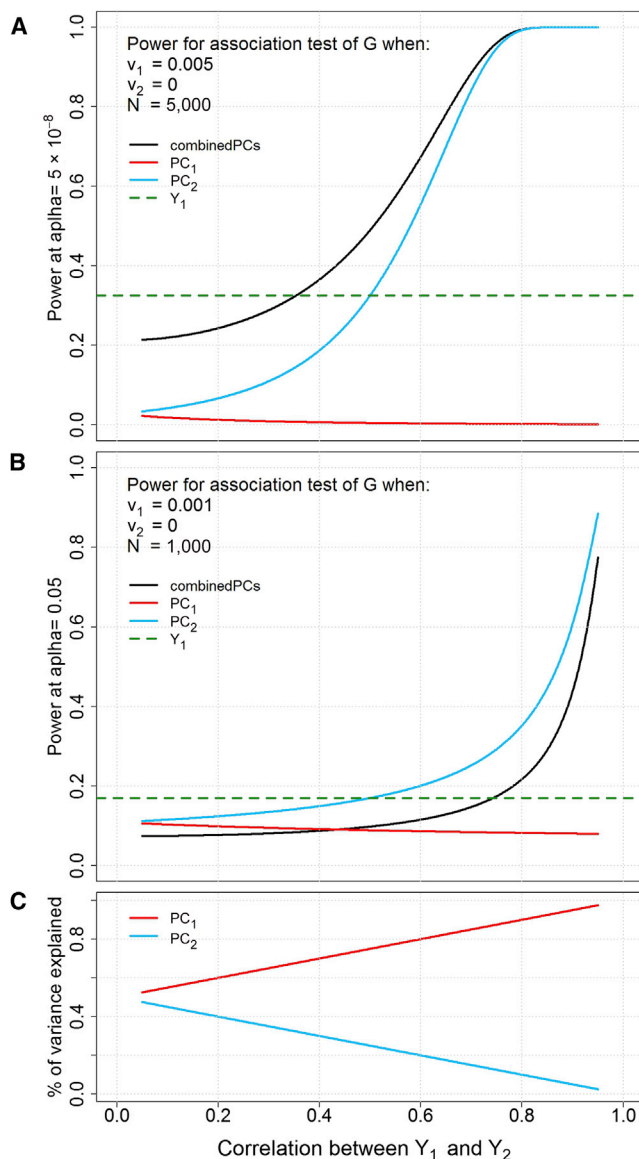 A
Power for association test of G when:
v1 = 0.005
v2 = 0
N = 5,000
combinedPCs
PC1
PC2
Y1
Power at aplha= 5 × 10⁻⁸
1.0
0.8
0.6
0.4
0.2
0.0
B
Power for association test of G when:
v1 = 0.001
v2 = 0
N = 1,000
combinedPCs
PC1
PC2
Y1
Power at aplha= 0.05
1.0
0.8
0.6
0.4
0.2
0.0
C
PC1
PC2
% of variance explained
0.8
0.4
0.0
0.0 0.2 0.4 0.6 0.8 1.0
Correlation between Y1 and Y2